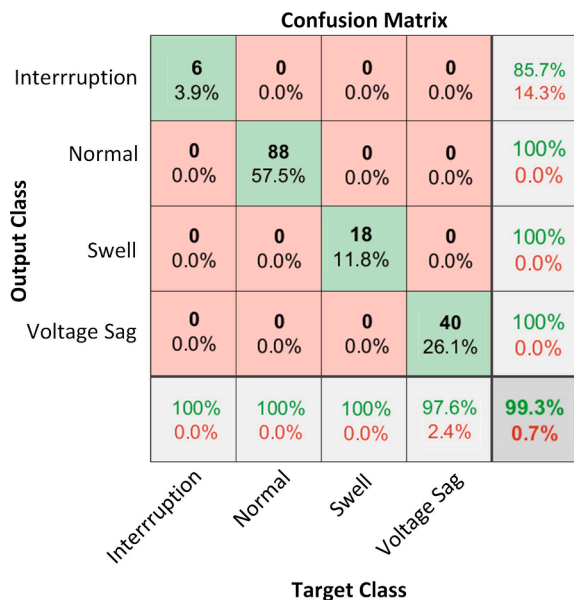 Confusion Matrix
Interrruption 6 0 0 0 85.7%
3.9% 0.0% 0.0% 0.0% 14.3%
Normal 0 88 0 0 100%
0.0% 57.5% 0.0% 0.0% 0.0%
Swell 0 0 18 0 100%
0.0% 0.0% 11.8% 0.0% 0.0%
Voltage Sag 0 0 0 40 100%
0.0% 0.0% 0.0% 26.1% 0.0%
100% 100% 100% 97.6% 99.3%
0.0% 0.0% 0.0% 2.4% 0.7%
Interrruption Normal Swell Voltage Sag
Target Class
Output Class